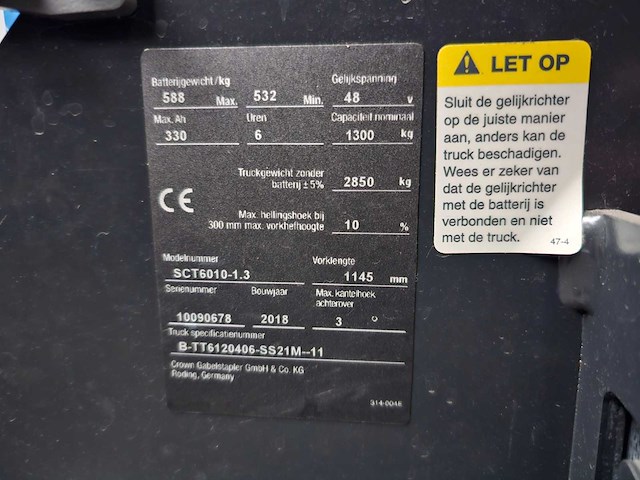 Batterijgewicht/kg
Gelijkspanning
588 Max. 532 Min. 48 v
Max. Ah
Uren
Capaciteit nominaal
330
6
1300 kg
Truckgewicht zonder
batterij ± 5% 2850 kg
CE
Max. hellingshoek bij
300 mm max. vorkhefhoogte 10 %
Modelnummer
Vorklengte
SCT6010-1.3
1145 mm
Serienummer
Bouwjaar
Max. kantelhoek
achterover
10090678
2018
3 °
Truck specificatienummer
B-TT6120406-SS21M--11
Crown Gabelstapler GmbH & Co. KG
Roding, Germany
LET OP
Sluit de gelijkrichter
op de juiste manier
aan, anders kan de
truck beschadigen.
Wees er zeker van
dat de gelijkrichter
met de batterij is
verbonden en niet
met de truck.
47-4